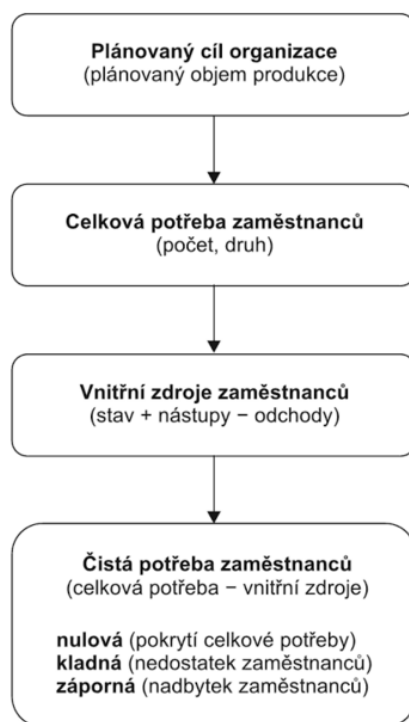 Plánovaný cíl organizace
(plánovaný objem produkce)
Celková potřeba zaměstnanců
(počet, druh)
Vnitřní zdroje zaměstnanců
(stav + nástupy − odchody)
Čistá potřeba zaměstnanců
(celková potřeba − vnitřní zdroje)
nulová (pokrytí celkové potřeby)
kladná (nedostatek zaměstnanců)
záporná (nadbytek zaměstnanců)